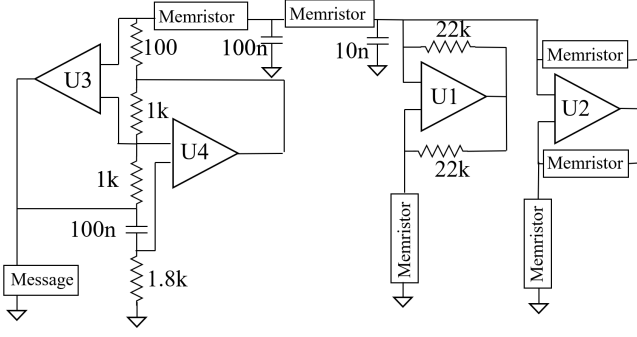 Memristor
Memristor
22k
100
100n
10n
Memristor
U3
U1
U2
1k
U4
22k
Memristor
1k
100n
Memristor
Memristor
Message
1.8k